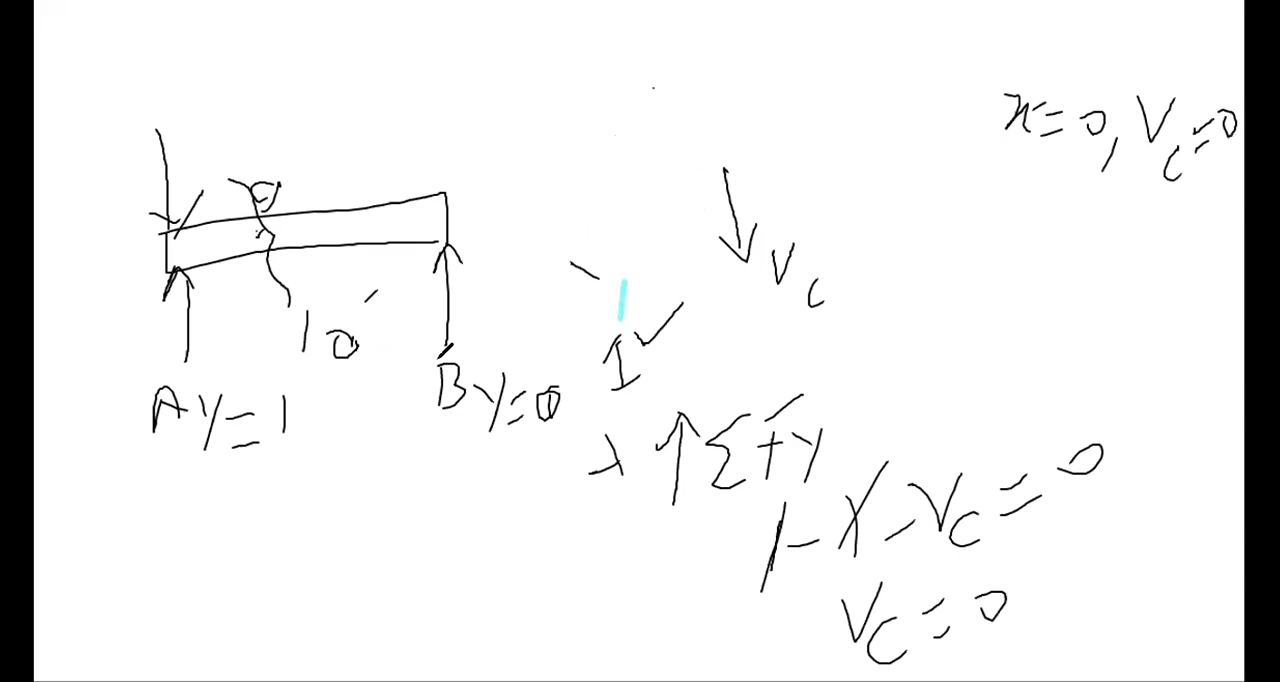 x=0, Vc=0
10'
Vc
Ay=1
By=0
1
+↑ΣFy
1-1-Vc=0
Vc=0